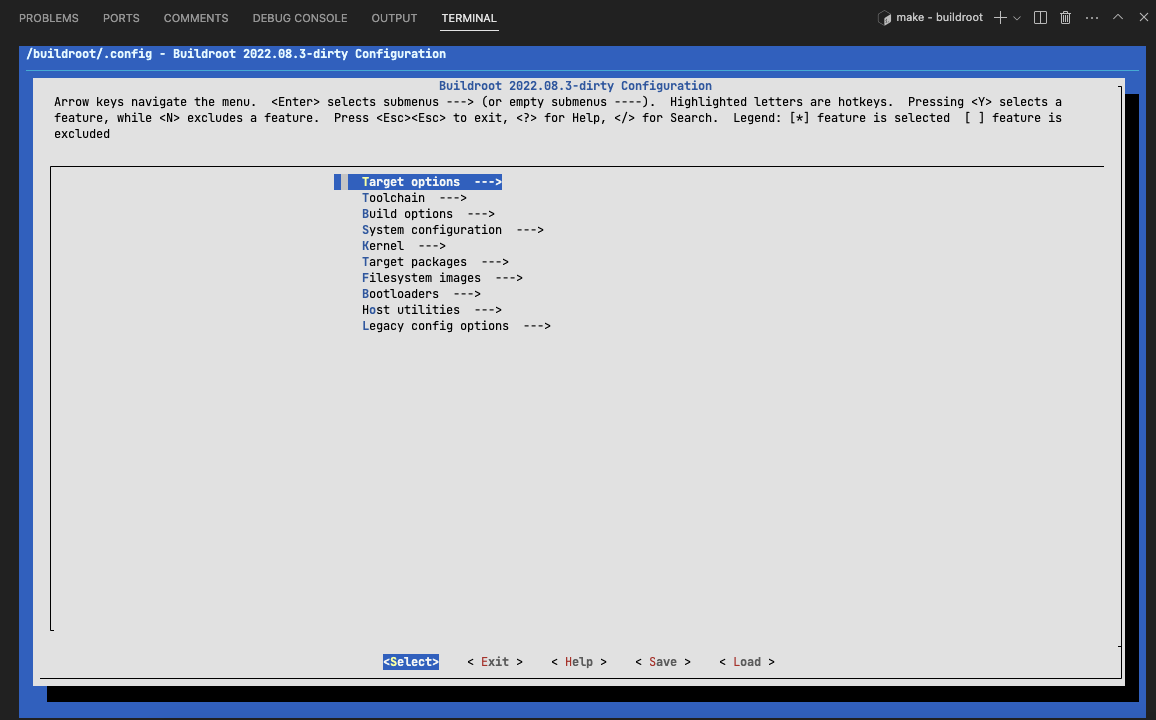 PROBLEMS PORTS COMMENTS DEBUG CONSOLE OUTPUT TERMINAL make - buildroot
/buildroot/.config - Buildroot 2022.08.3-dirty Configuration
Buildroot 2022.08.3-dirty Configuration
Arrow keys navigate the menu.  <Enter> selects submenus ---> (or empty submenus ----).  Highlighted letters are hotkeys.  Pressing <Y> selects a
feature, while <N> excludes a feature.  Press <Esc><Esc> to exit, <?> for Help, </> for Search.  Legend: [*] feature is selected  [ ] feature is
excluded
Target options  --->
Toolchain  --->
Build options  --->
System configuration  --->
Kernel  --->
Target packages  --->
Filesystem images  --->
Bootloaders  --->
Host utilities  --->
Legacy config options  --->
<Select>    < Exit >    < Help >    < Save >    < Load >